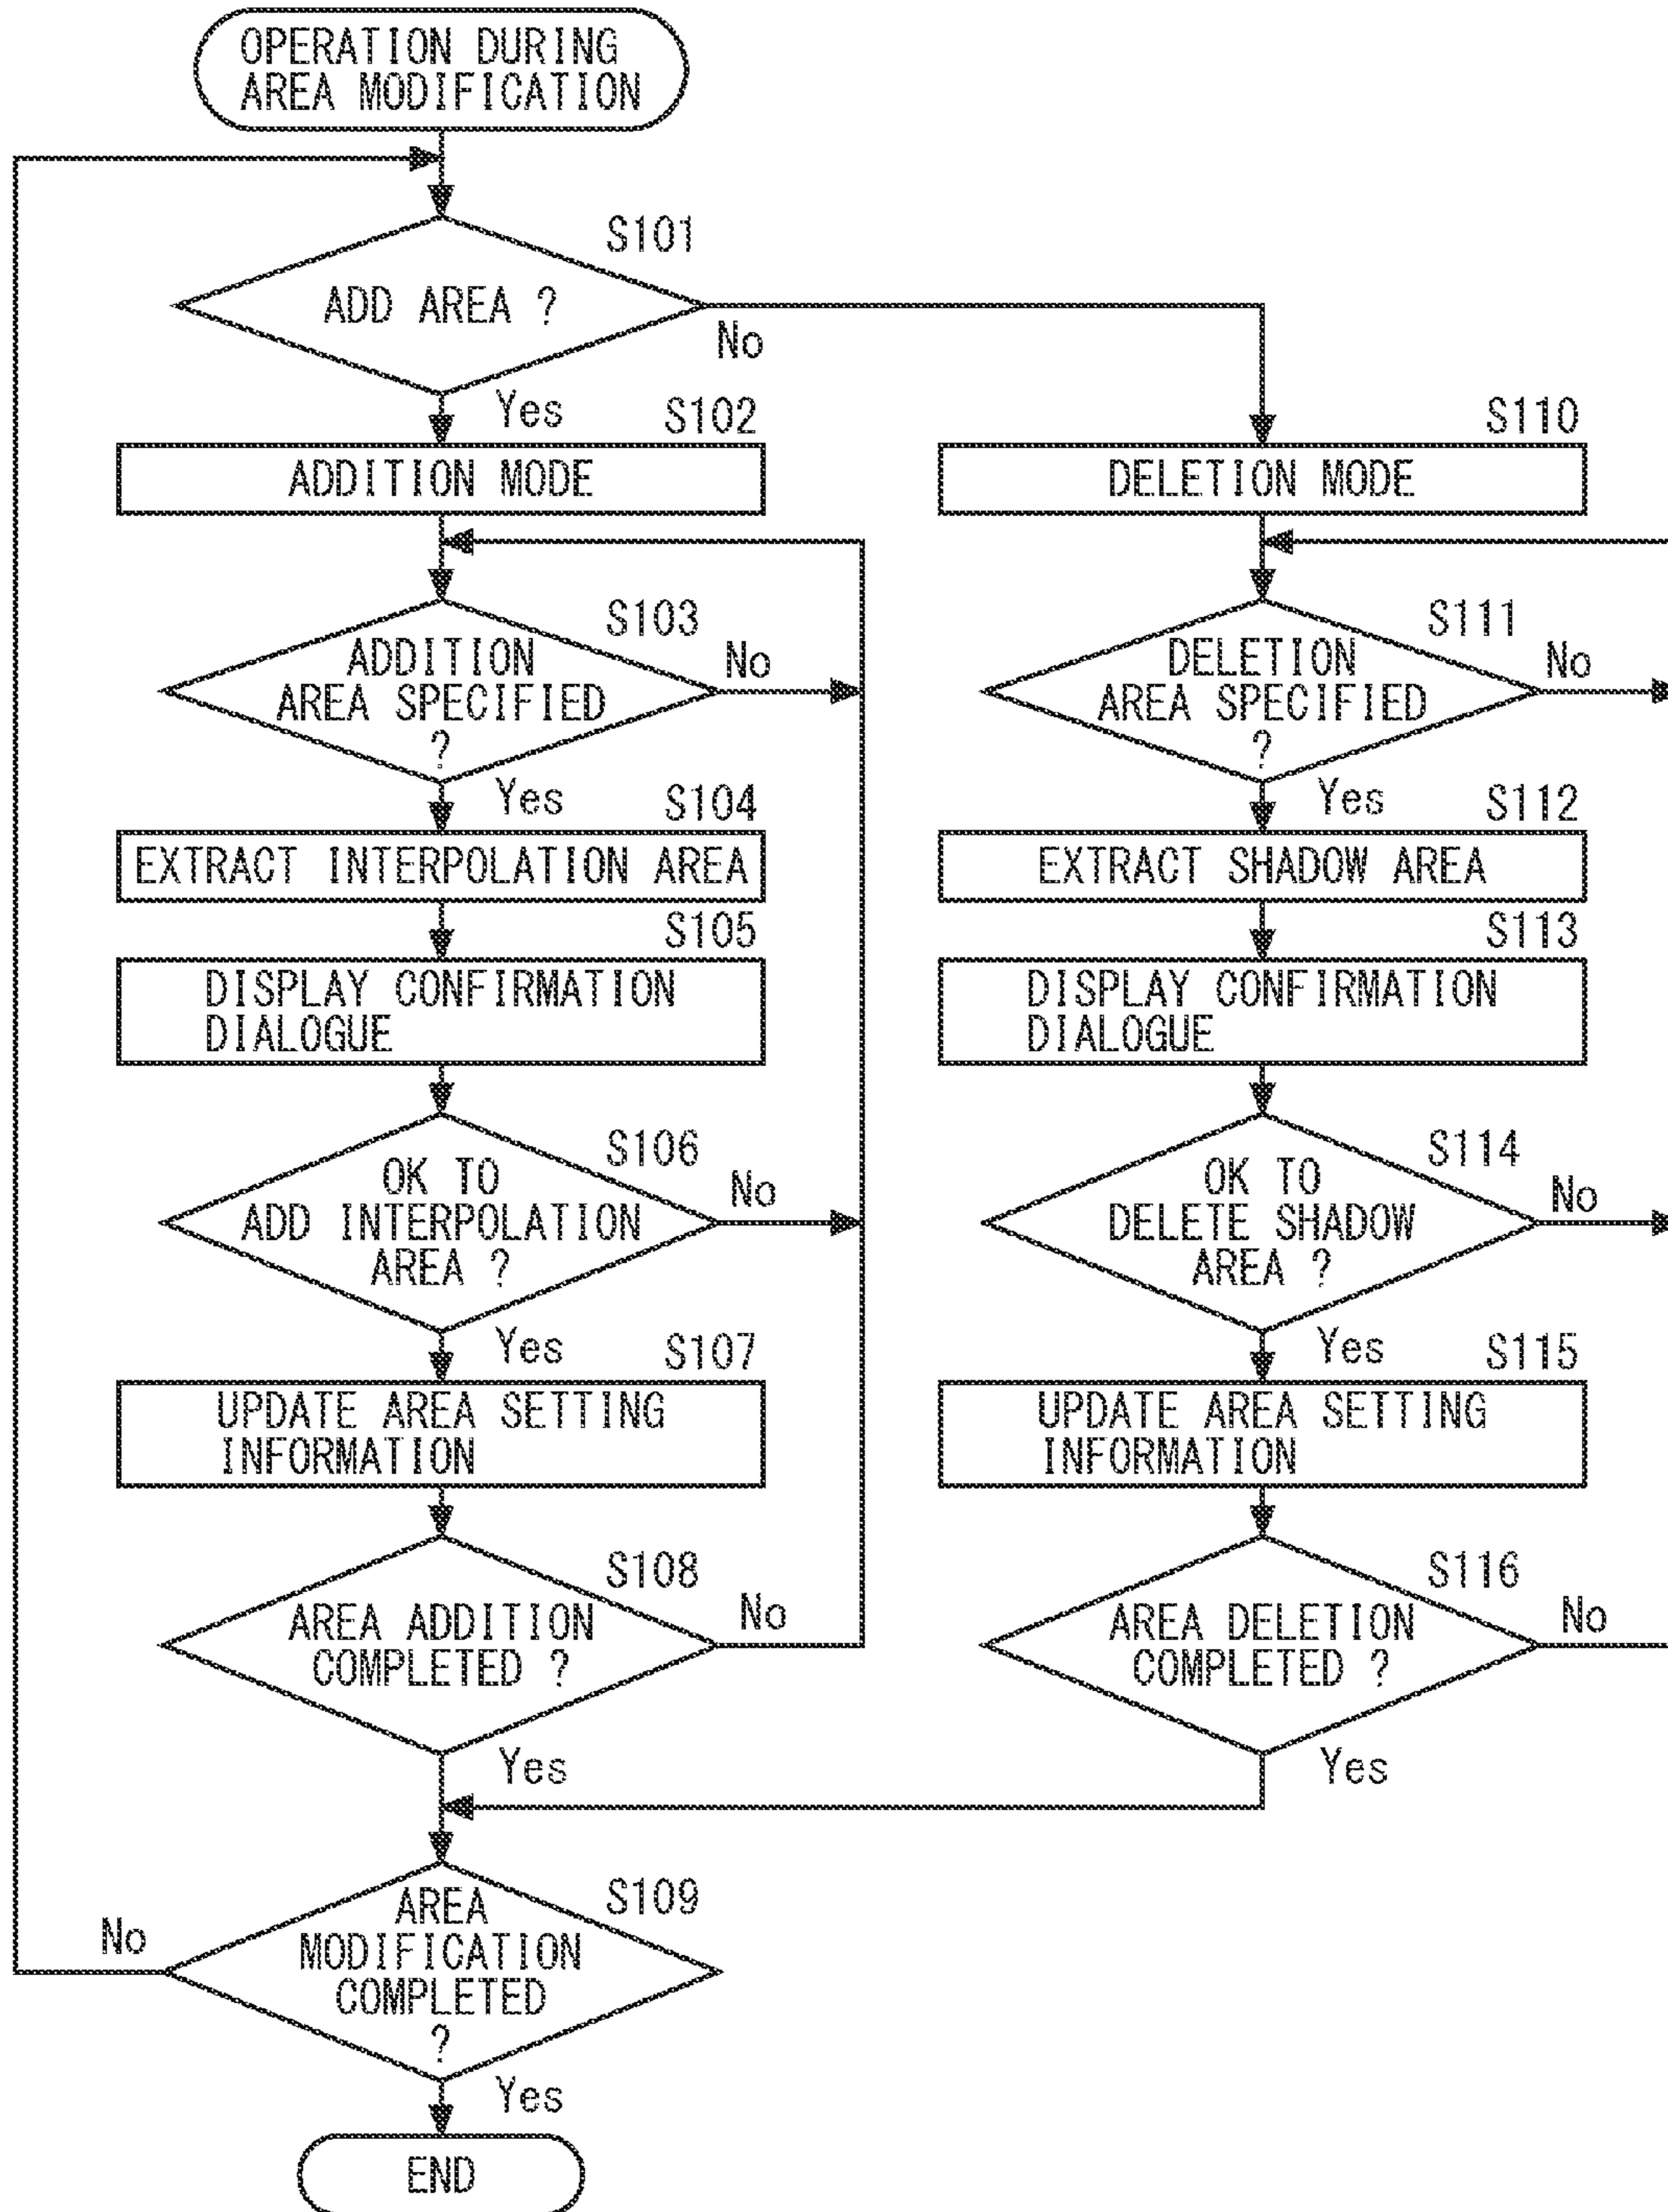 OPERATION DURING
AREA MODIFICATION
S101
ADD AREA ?
No
Yes
S102
ADDITION MODE
S103
ADDITION
AREA SPECIFIED
?
No
Yes
S104
EXTRACT INTERPOLATION AREA
S105
DISPLAY CONFIRMATION
DIALOGUE
S106
OK TO
ADD INTERPOLATION
AREA ?
No
Yes
S107
UPDATE AREA SETTING
INFORMATION
S108
AREA ADDITION
COMPLETED ?
No
Yes
S110
DELETION MODE
S111
DELETION
AREA SPECIFIED
?
No
Yes
S112
EXTRACT SHADOW AREA
S113
DISPLAY CONFIRMATION
DIALOGUE
S114
OK TO
DELETE SHADOW
AREA ?
No
Yes
S115
UPDATE AREA SETTING
INFORMATION
S116
AREA DELETION
COMPLETED ?
No
Yes
S109
AREA
MODIFICATION
COMPLETED
?
No
Yes
END